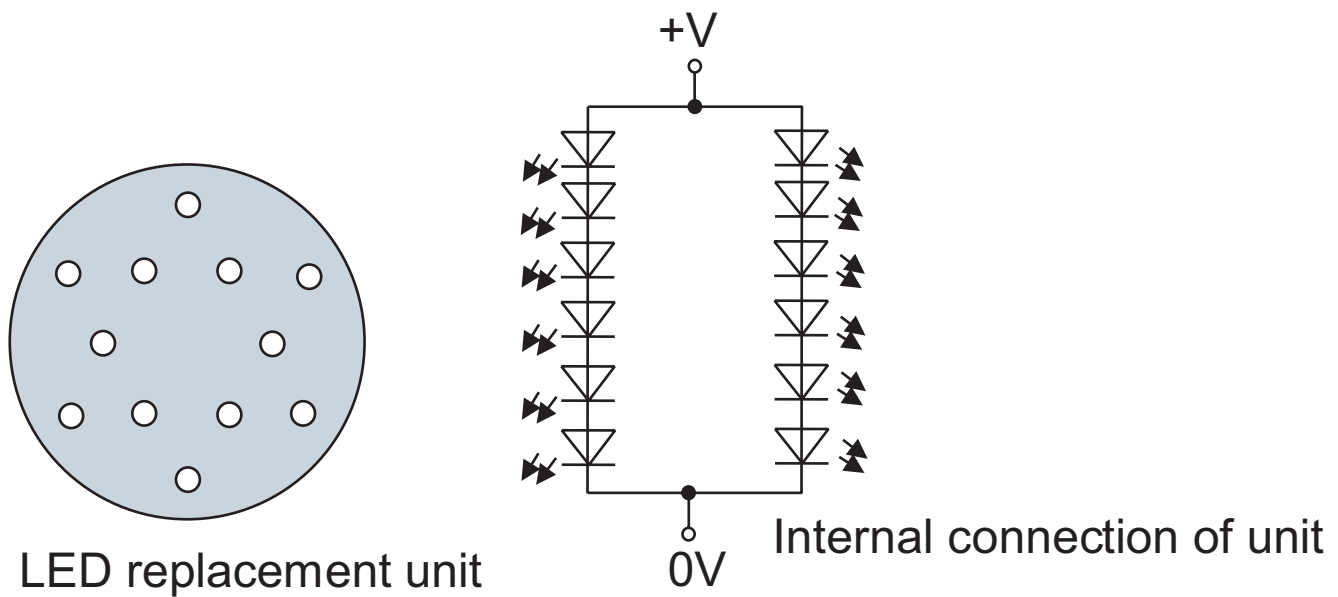 +V
LED replacement unit
0V
Internal connection of unit